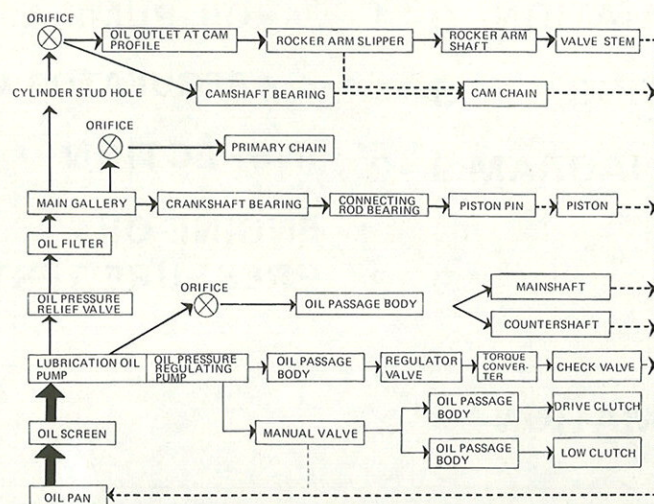 ORIFICE
OIL OUTLET AT CAM
PROFILE
ROCKER ARM SLIPPER
ROCKER ARM
SHAFT
VALVE STEM
CYLINDER STUD HOLE
CAMSHAFT BEARING
CAM CHAIN
ORIFICE
PRIMARY CHAIN
MAIN GALLERY
CRANKSHAFT BEARING
CONNECTING
ROD BEARING
PISTON PIN
PISTON
OIL FILTER
OIL PRESSURE
RELIEF VALVE
ORIFICE
OIL PASSAGE BODY
MAINSHAFT
COUNTERSHAFT
LUBRICATION OIL
PUMP
OIL PRESSURE
REGULATING
PUMP
OIL PASSAGE
BODY
REGULATOR
VALVE
TORQUE
CONVER-
TER
CHECK VALVE
OIL SCREEN
MANUAL VALVE
OIL PASSAGE
BODY
DRIVE CLUTCH
OIL PASSAGE
BODY
LOW CLUTCH
OIL PAN